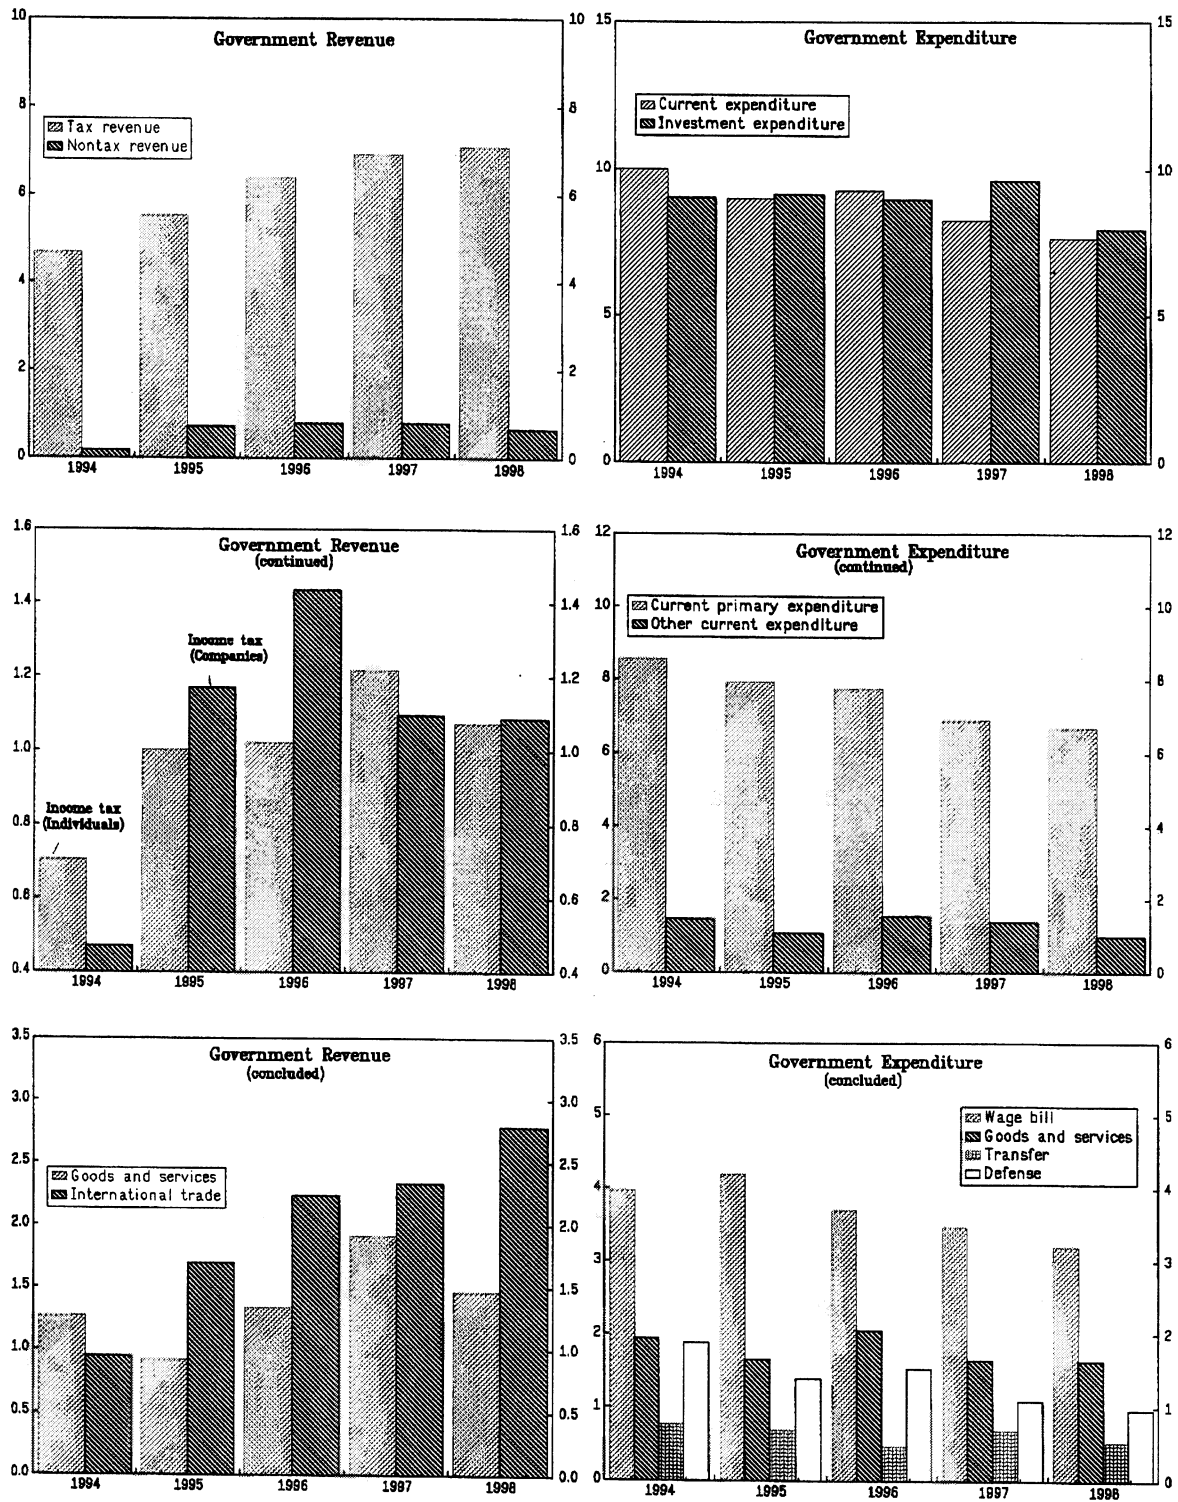 Government Revenue
10
8
6
4
2
0
Tax revenue
Nontax revenue
10
8
6
4
2
0
1994 1995 1996 1997 1998
Government Expenditure
15
10
5
0
Current expenditure
Investment expenditure
15
10
5
0
1994 1995 1996 1997 1998
Government Revenue
(continued)
1.6
1.4
1.2
1.0
0.8
0.6
0.4
Income tax
(Companies)
Income tax
(Individuals)
1.6
1.4
1.2
1.0
0.8
0.6
0.4
1994 1995 1996 1997 1998
Government Expenditure
(continued)
12
10
8
6
4
2
0
Current primary expenditure
Other current expenditure
12
10
8
6
4
2
0
1994 1995 1996 1997 1998
Government Revenue
(concluded)
3.5
3.0
2.5
2.0
1.5
1.0
0.5
0.0
Goods and services
International trade
3.5
3.0
2.5
2.0
1.5
1.0
0.5
0.0
1994 1995 1996 1997 1998
Government Expenditure
(concluded)
6
5
4
3
2
1
0
Wage bill
Goods and services
Transfer
Defense
6
5
4
3
2
1
0
1994 1995 1996 1997 1998